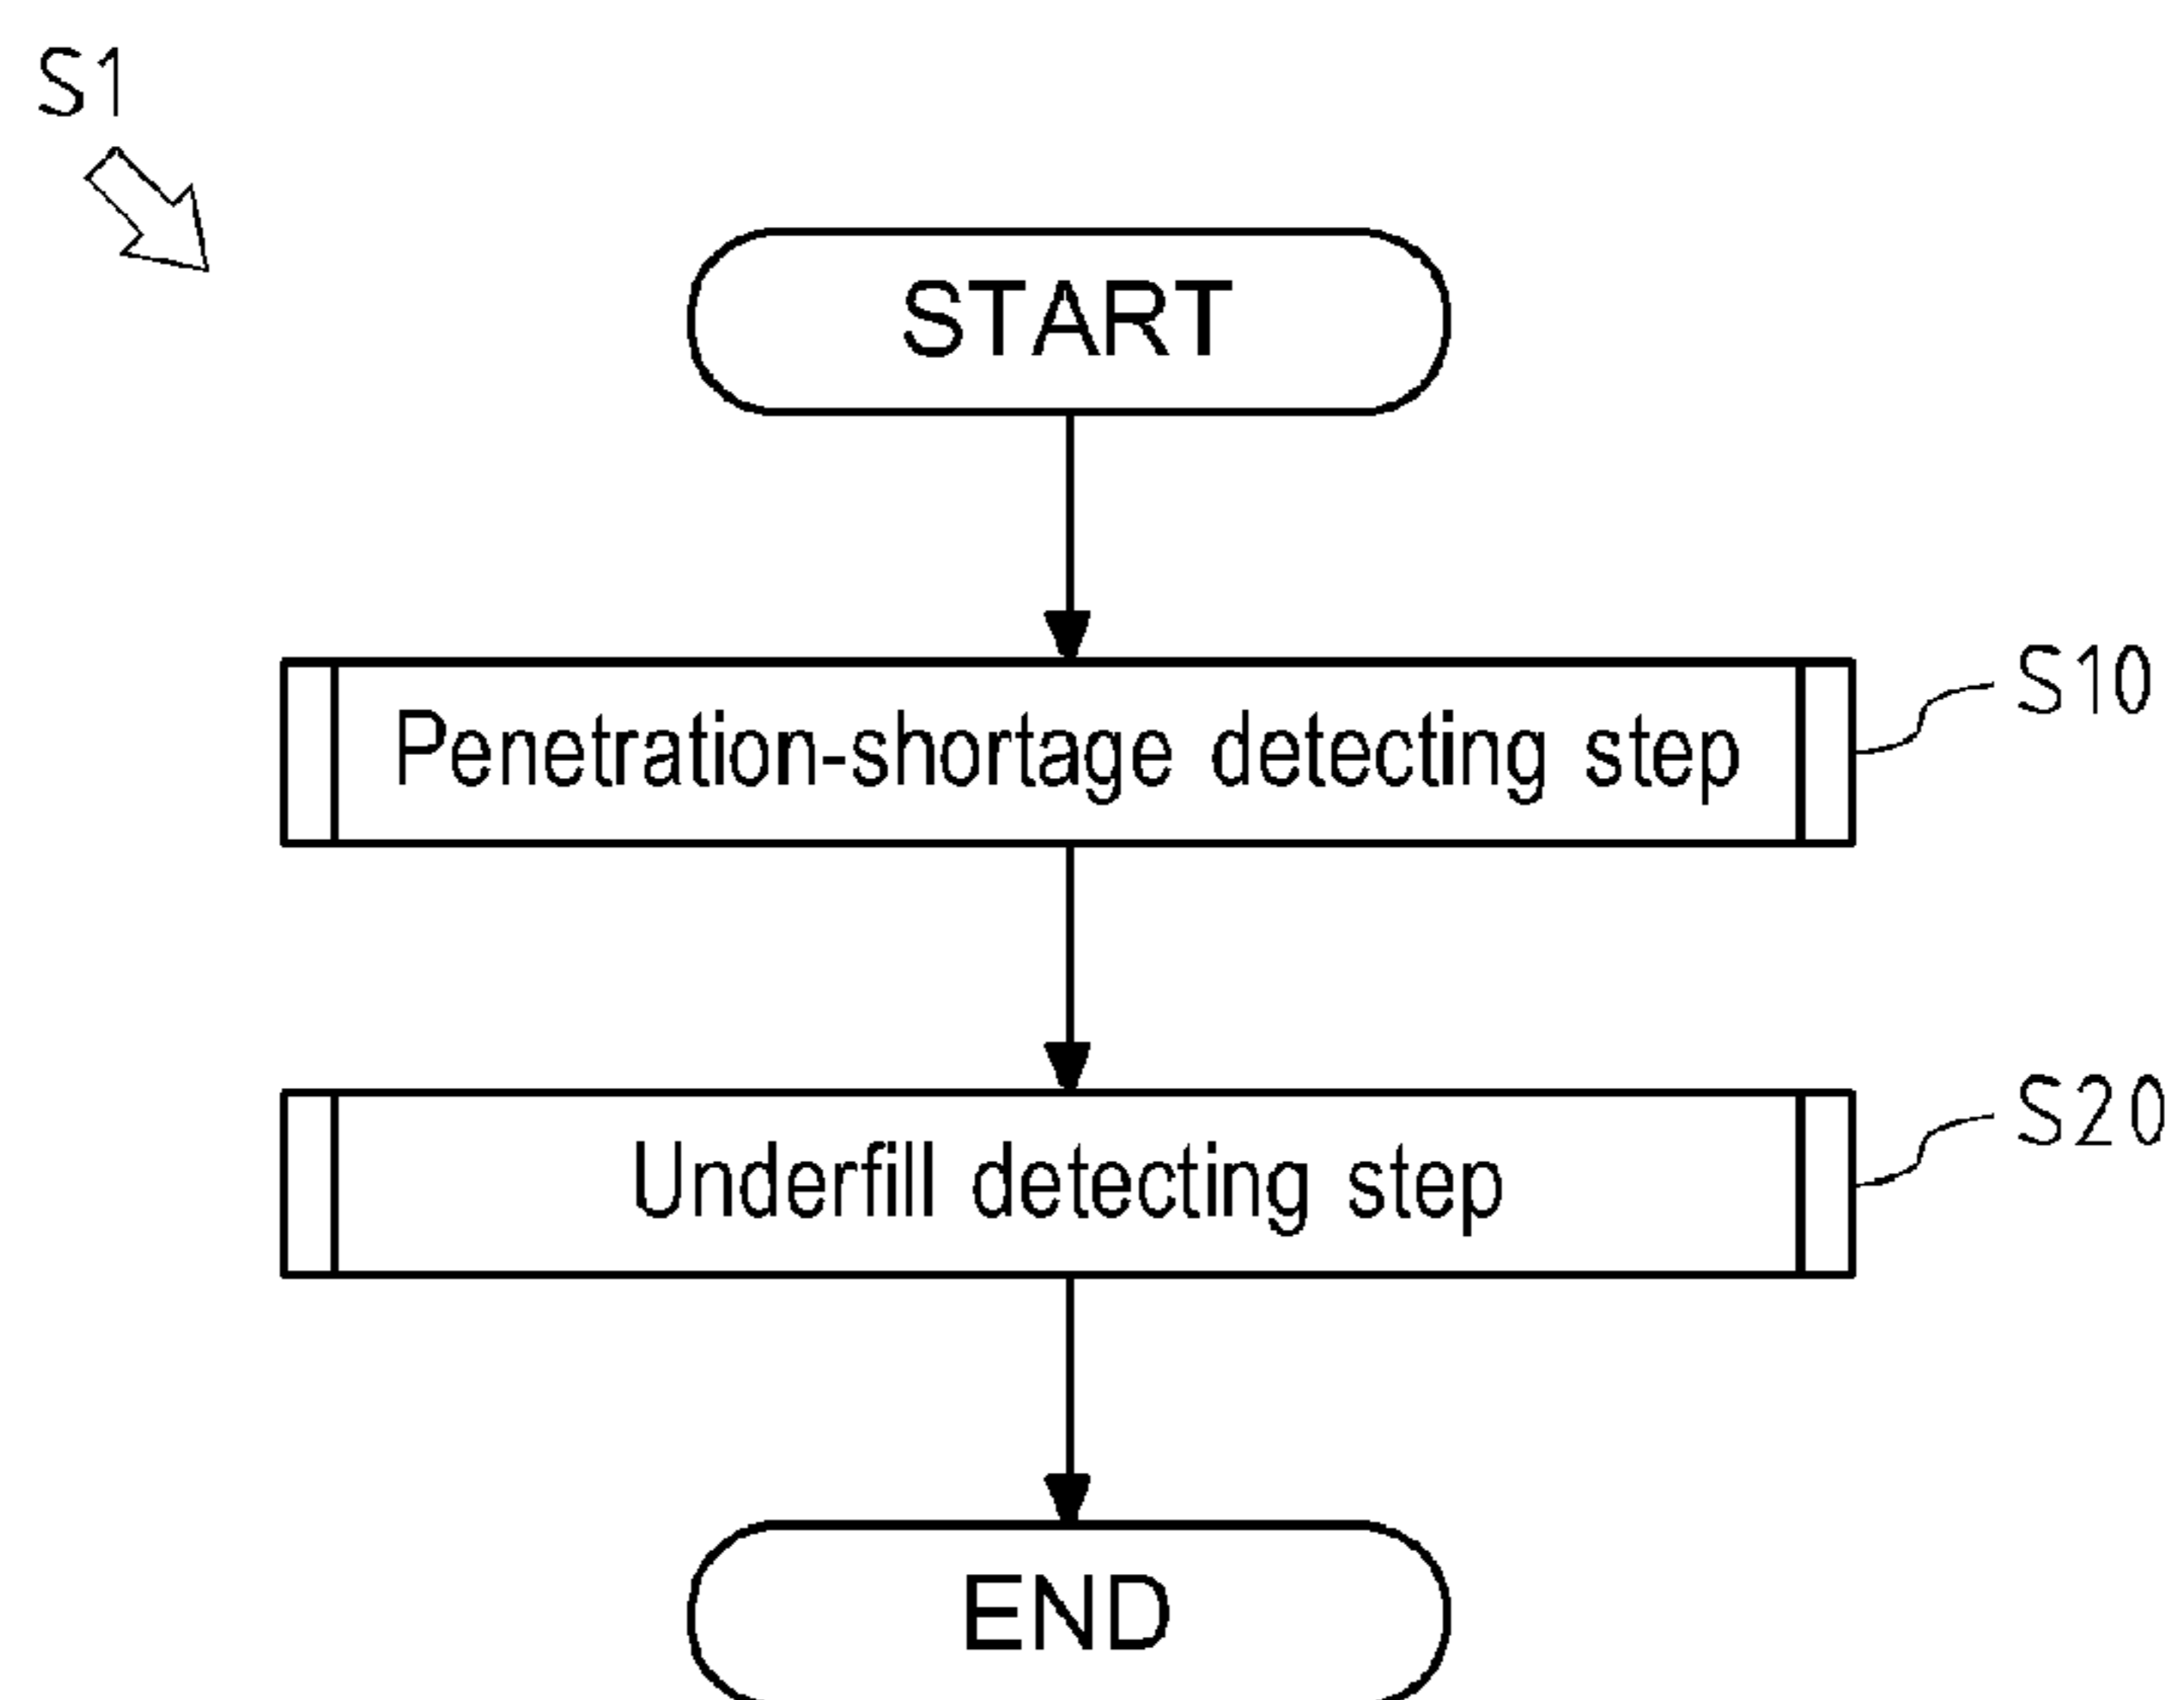 S1
START
Penetration-shortage detecting step
S10
Underfill detecting step
S20
END